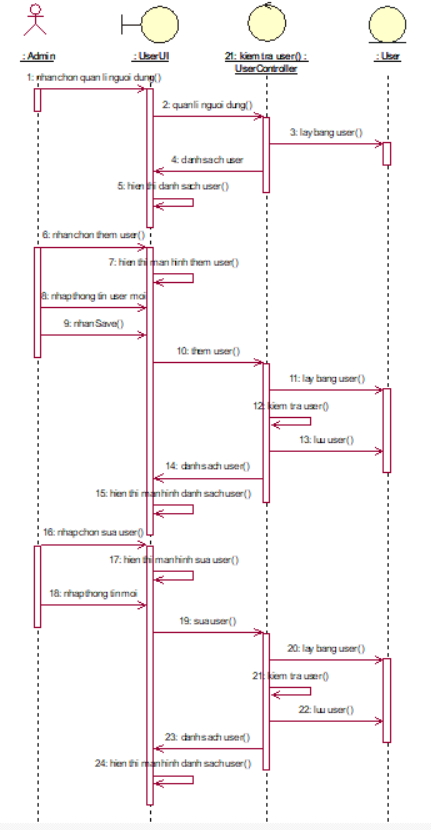 : Admin
: UserUI
21: kiem tra user() :
UserController
: User
1: nhan chon quan li nguoi dung()
2: quan li nguoi dung()
3: lay bang user()
4: danh sach user
5: hien thi danh sach user()
6: nhan chon them user()
7: hien thi man hinh them user()
8: nhap thong tin user moi
9: nhan Save()
10: them user()
11: lay bang user()
12: kiem tra user()
13: luu user()
14: danh sach user()
15: hien thi man hinh danh sach user()
16: nhap chon sua user()
17: hien thi man hinh sua user()
18: nhap thong tin moi
19: sua user()
20: lay bang user()
21: kiem tra user()
22: luu user()
23: danh sach user()
24: hien thi man hinh danh sach user()